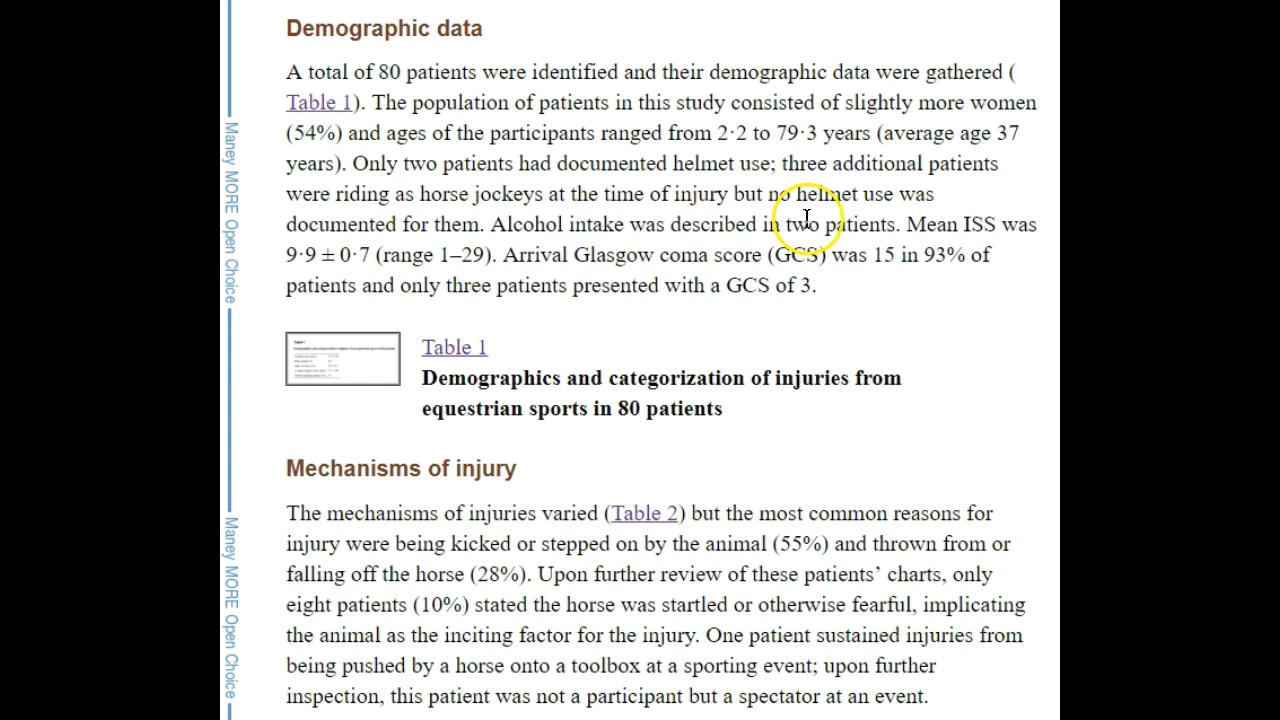 Demographic data
A total of 80 patients were identified and their demographic data were gathered (
Table 1). The population of patients in this study consisted of slightly more women
(54%) and ages of the participants ranged from 2·2 to 79·3 years (average age 37
years). Only two patients had documented helmet use; three additional patients
were riding as horse jockeys at the time of injury but no helmet use was
documented for them. Alcohol intake was described in two patients. Mean ISS was
9·9 ± 0·7 (range 1–29). Arrival Glasgow coma score (GCS) was 15 in 93% of
patients and only three patients presented with a GCS of 3.
Table 1
Demographics and categorization of injuries from
equestrian sports in 80 patients
Mechanisms of injury
The mechanisms of injuries varied (Table 2) but the most common reasons for
injury were being kicked or stepped on by the animal (55%) and thrown from or
falling off the horse (28%). Upon further review of these patients’ charts, only
eight patients (10%) stated the horse was startled or otherwise fearful, implicating
the animal as the inciting factor for the injury. One patient sustained injuries from
being pushed by a horse onto a toolbox at a sporting event; upon further
inspection, this patient was not a participant but a spectator at an event.
Maney MORE Open Choice
Maney MORE Open Choice